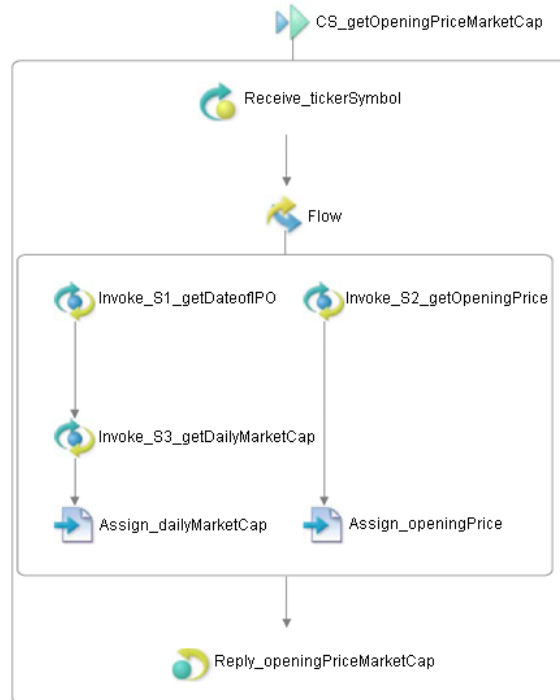 CS_getOpeningPriceMarketCap
Receive_tickerSymbol
Flow
Invoke_S1_getDateofIPO
Invoke_S2_getOpeningPrice
Invoke_S3_getDailyMarketCap
Assign_dailyMarketCap
Assign_openingPrice
Reply_openingPriceMarketCap